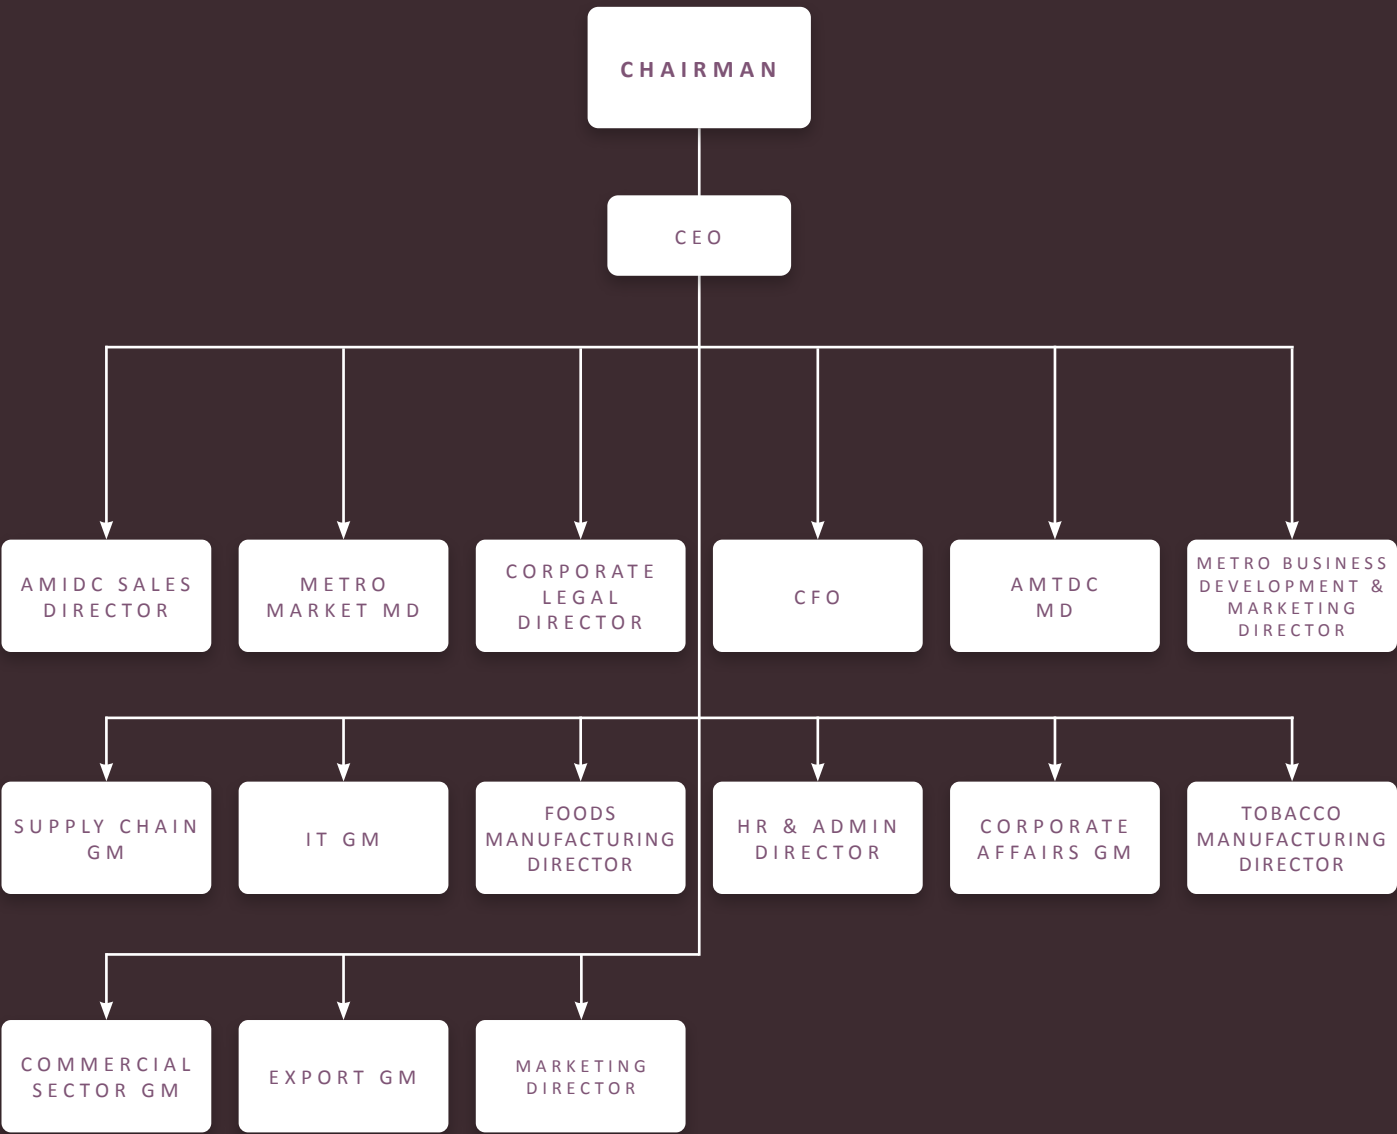 CHAIRMAN
CEO
AMIDC SALES
DIRECTOR
METRO
MARKET MD
CORPORATE
LEGAL
DIRECTOR
CFO
AMTDC
MD
METRO BUSINESS
DEVELOPMENT &
MARKETING
DIRECTOR
SUPPLY CHAIN
GM
IT GM
FOODS
MANUFACTURING
DIRECTOR
HR & ADMIN
DIRECTOR
CORPORATE
AFFAIRS GM
TOBACCO
MANUFACTURING
DIRECTOR
COMMERCIAL
SECTOR GM
EXPORT GM
MARKETING
DIRECTOR